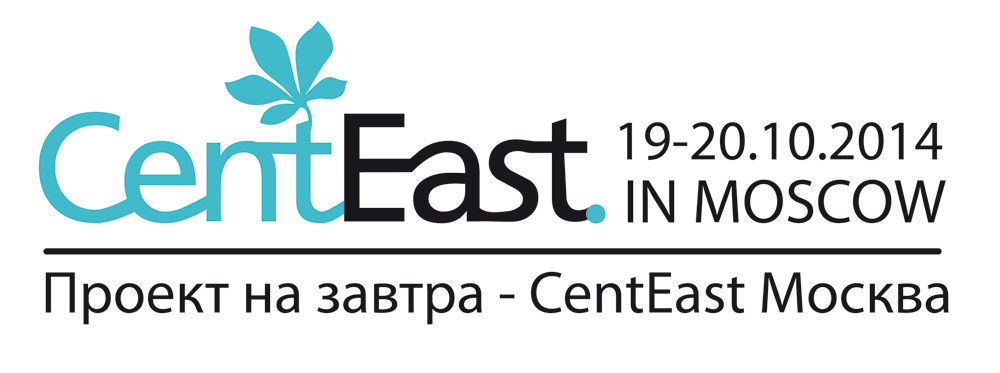 CentEast.
19-20.10.2014
IN MOSCOW
Проект на завтра - CentEast Москва